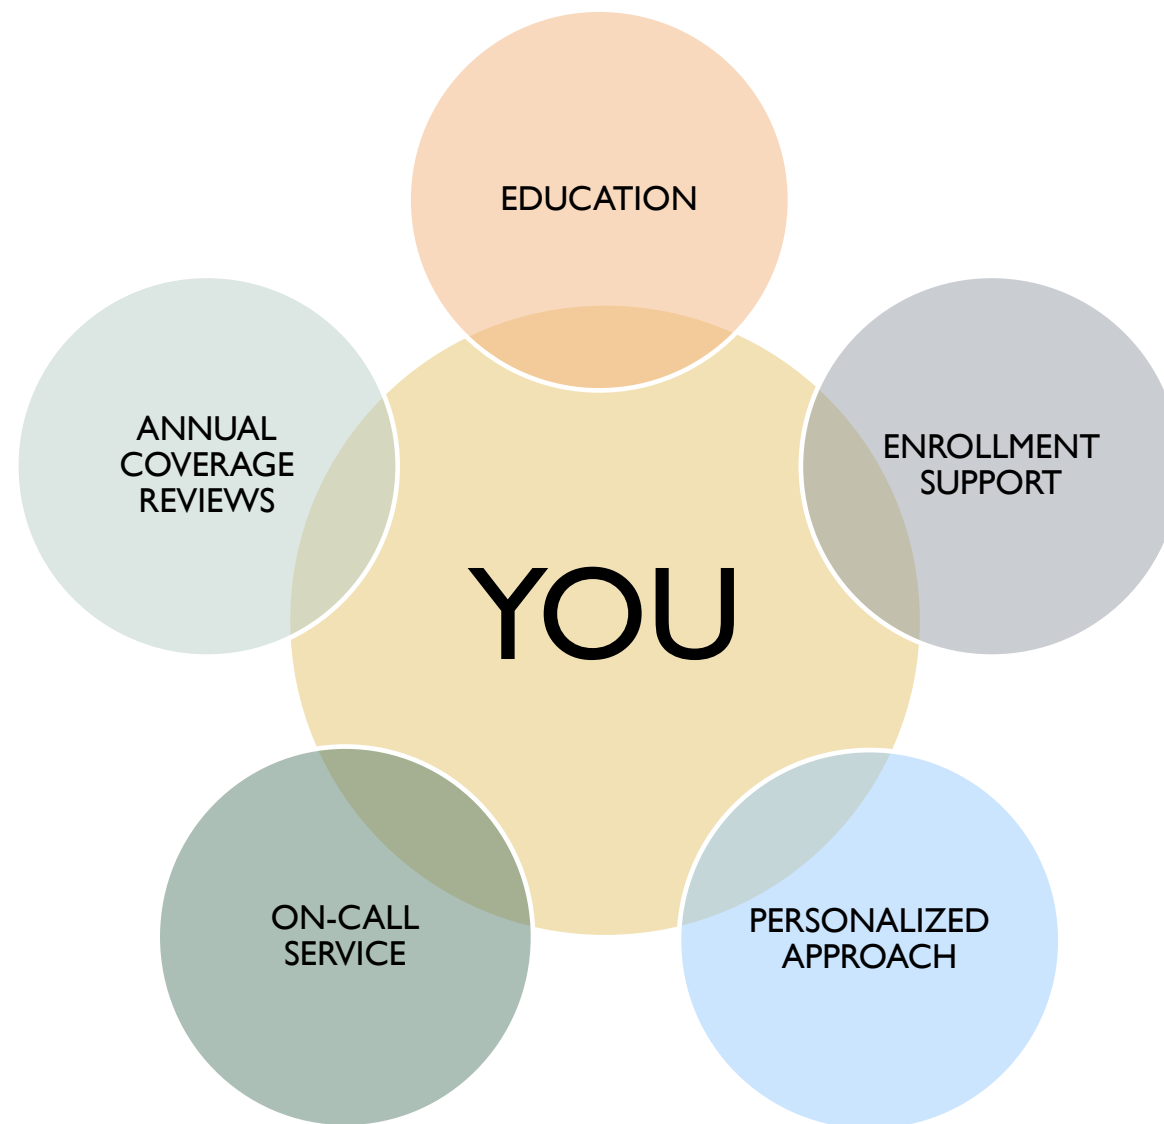 EDUCATION
ANNUAL
COVERAGE
REVIEWS
ENROLLMENT
SUPPORT
YOU
ON-CALL
SERVICE
PERSONALIZED
APPROACH